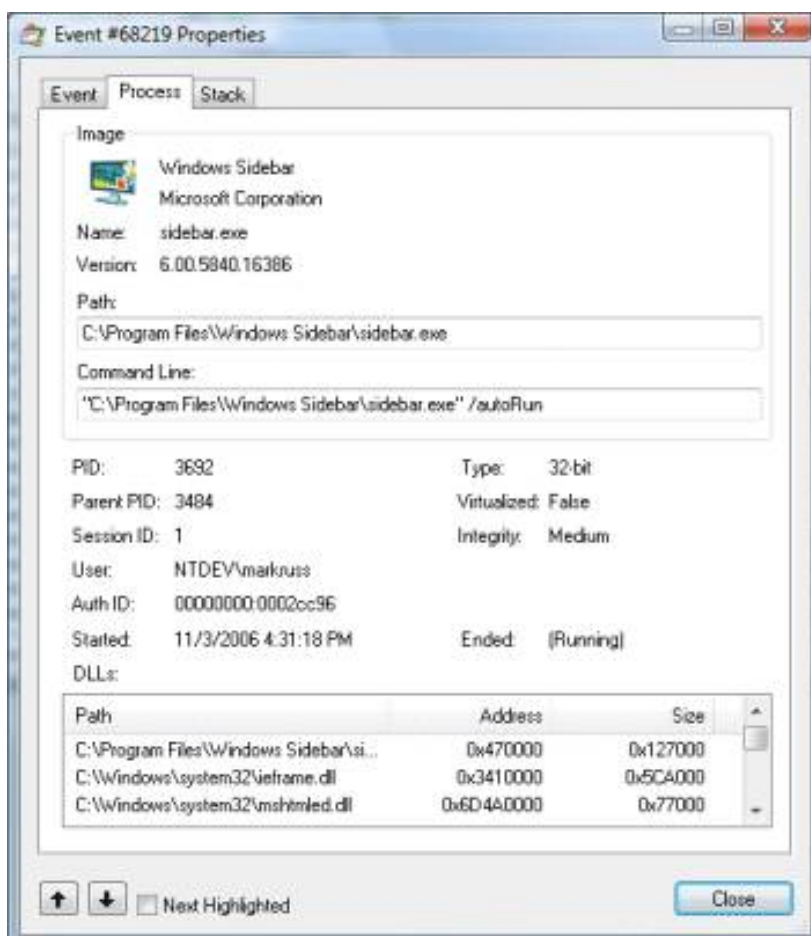 Event #68219 Properties
Event Process Stack
Image
Windows Sidebar
Microsoft Corporation
Name: sidebar.exe
Version: 6.00.5840.16386
Path:
C:\Program Files\Windows Sidebar\sidebar.exe
Command Line:
"C:\Program Files\Windows Sidebar\sidebar.exe" /autoRun
PID: 3692 Type: 32-bit
Parent PID: 3484 Virtualized: False
Session ID: 1 Integrity: Medium
User: NTDEV\markruss
Auth ID: 00000000:0002cc96
Started: 11/3/2006 4:31:18 PM Ended: (Running)
DLLs:
Path Address Size
C:\Program Files\Windows Sidebar\si... 0x470000 0x127000
C:\Windows\system32\ieframe.dll 0x3410000 0x5CA000
C:\Windows\system32\mshtmled.dll 0x6D4A0000 0x77000
Next Highlighted
Close